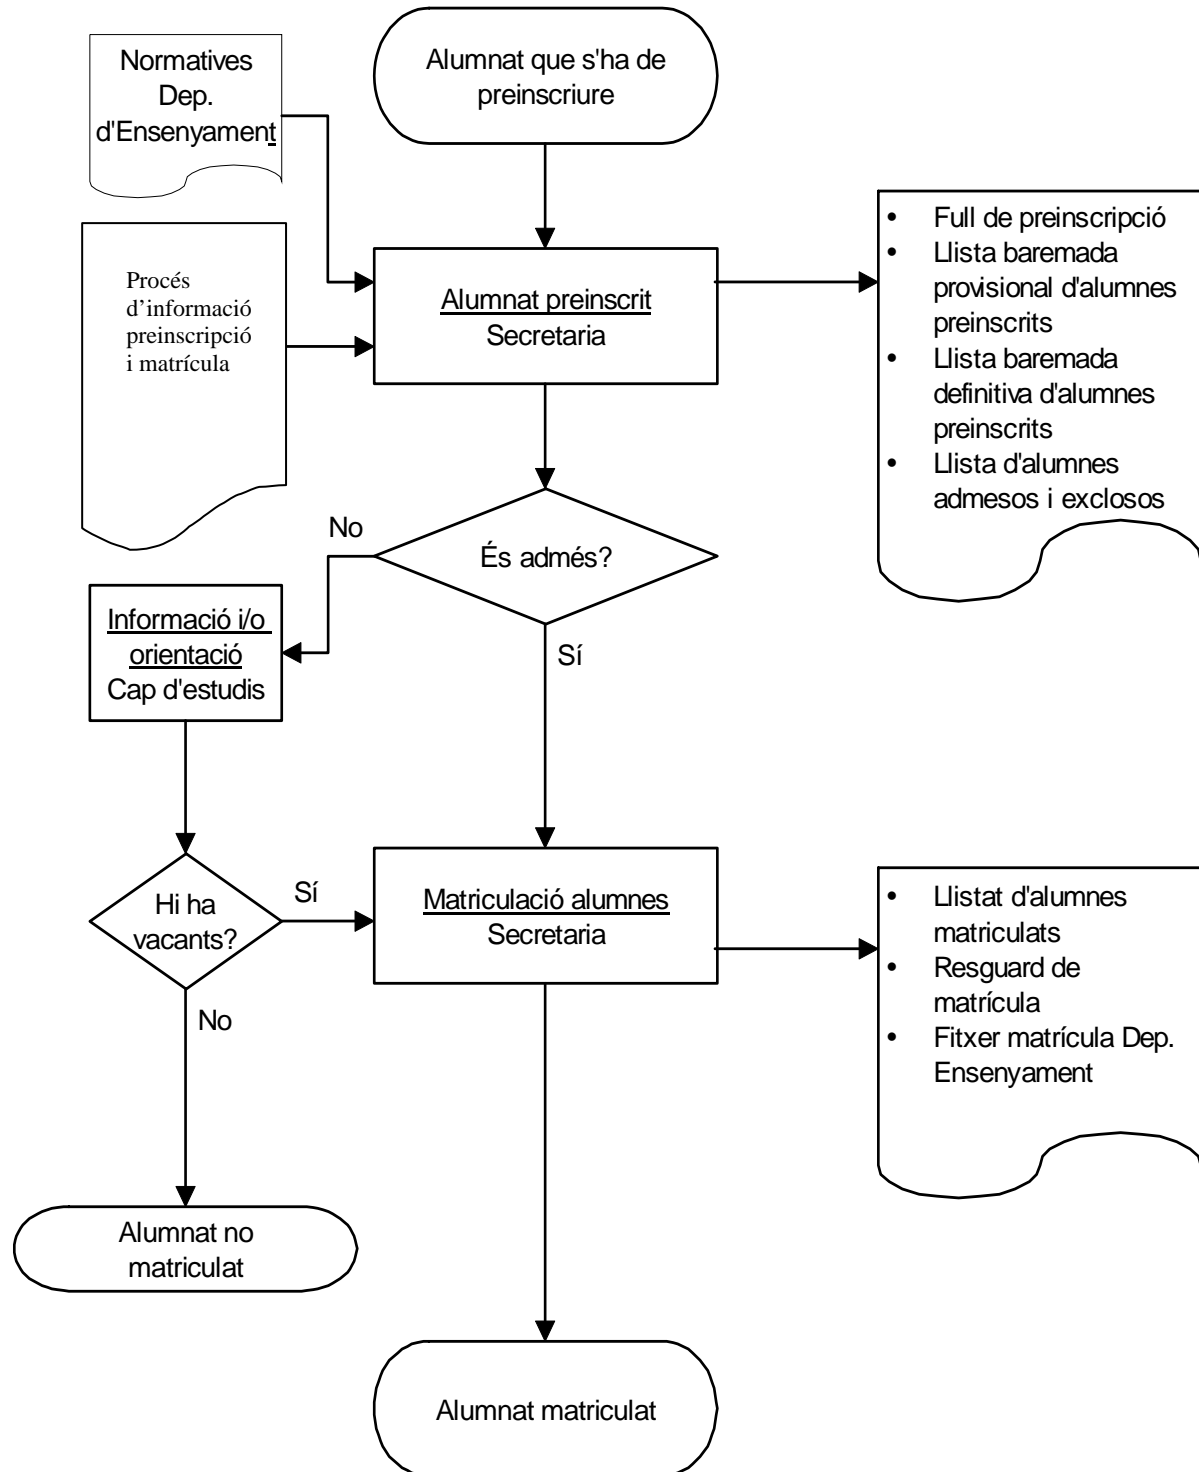 Normatives
Dep.
d'Ensenyament
Alumnat que s'ha de
preinscriure
Procés
d’informació
preinscripció
i matrícula
Alumnat preinscrit
Secretaria
• Full de preinscripció
• Llista baremada
provisional d'alumnes
preinscrits
• Llista baremada
definitiva d'alumnes
preinscrits
• Llista d'alumnes
admesos i exclosos
No
És admés?
Sí
Informació i/o
orientació
Cap d'estudis
Hi ha
vacants?
Sí
No
Matriculació alumnes
Secretaria
• Llistat d'alumnes
matriculats
• Resguard de
matrícula
• Fitxer matrícula Dep.
Ensenyament
Alumnat no
matriculat
Alumnat matriculat